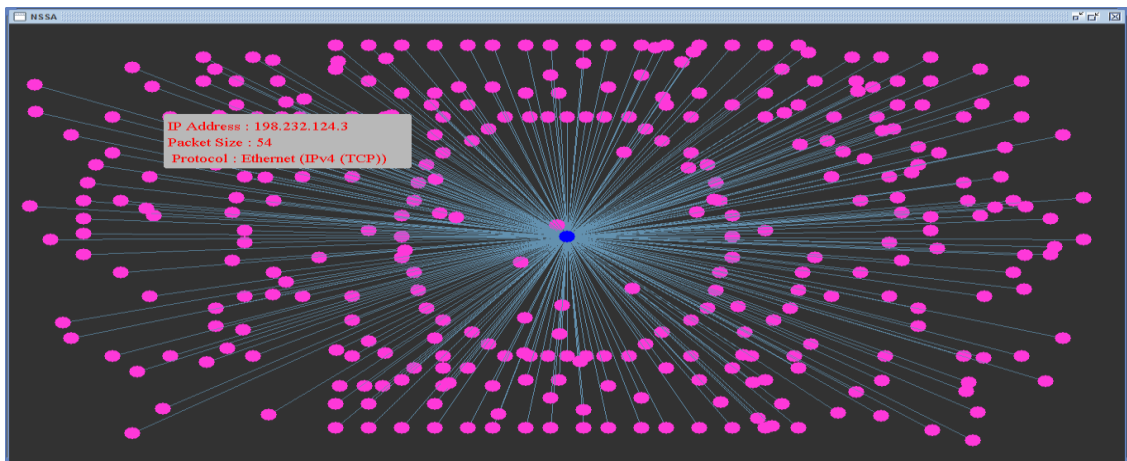 NSSA
IP Address : 198.232.124.3
Packet Size : 54
Protocol : Ethernet (IPv4 (TCP))